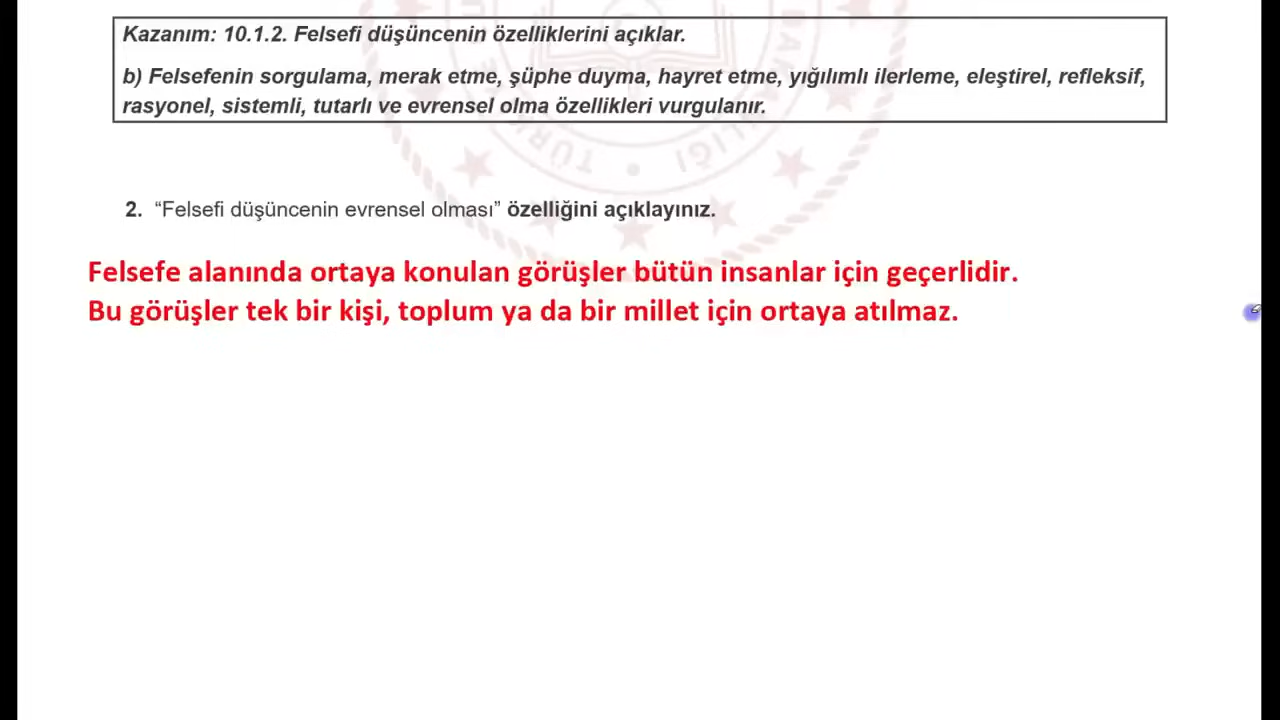 Kazanım: 10.1.2. Felsefi düşüncenin özelliklerini açıklar.
b) Felsefenin sorgulama, merak etme, şüphe duyma, hayret etme, yığılımlı ilerleme, eleştirel, refleksif,
rasyonel, sistemli, tutarlı ve evrensel olma özellikleri vurgulanır.
2. “Felsefi düşüncenin evrensel olması” özelliğini açıklayınız.
Felsefe alanında ortaya konulan görüşler bütün insanlar için geçerlidir.
Bu görüşler tek bir kişi, toplum ya da bir millet için ortaya atılmaz.